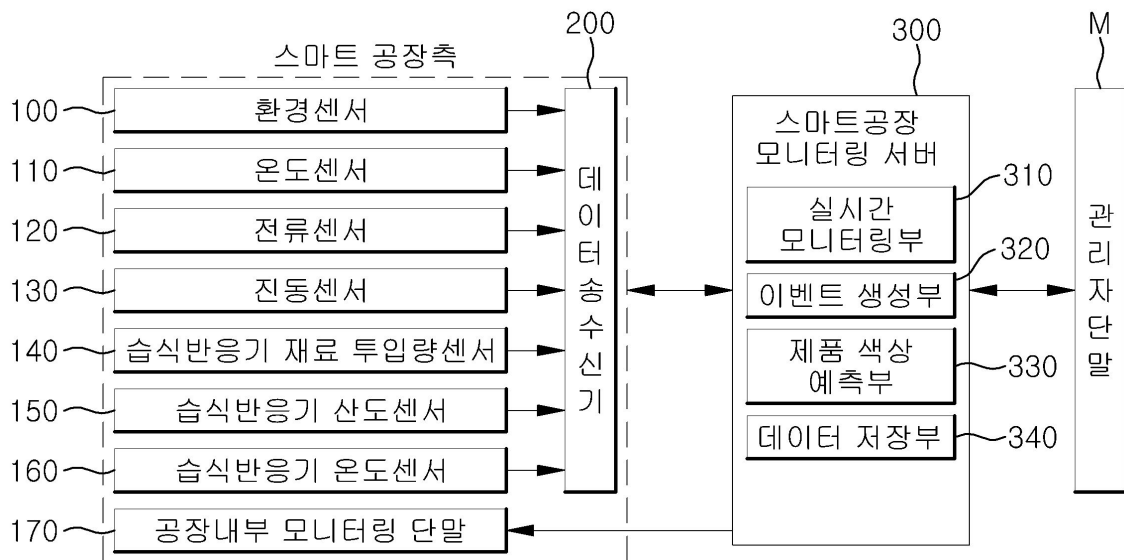 스마트 공장측
200
300
M
100
환경센서
110
온도센서
120
전류센서
130
진동센서
140
습식반응기 재료 투입량센서
150
습식반응기 산도센서
160
습식반응기 온도센서
170
공장내부 모니터링 단말
데이터송수신기
스마트공장
모니터링 서버
실시간
모니터링부
310
이벤트 생성부
320
제품 색상
예측부
330
데이터 저장부
340
관리자단말